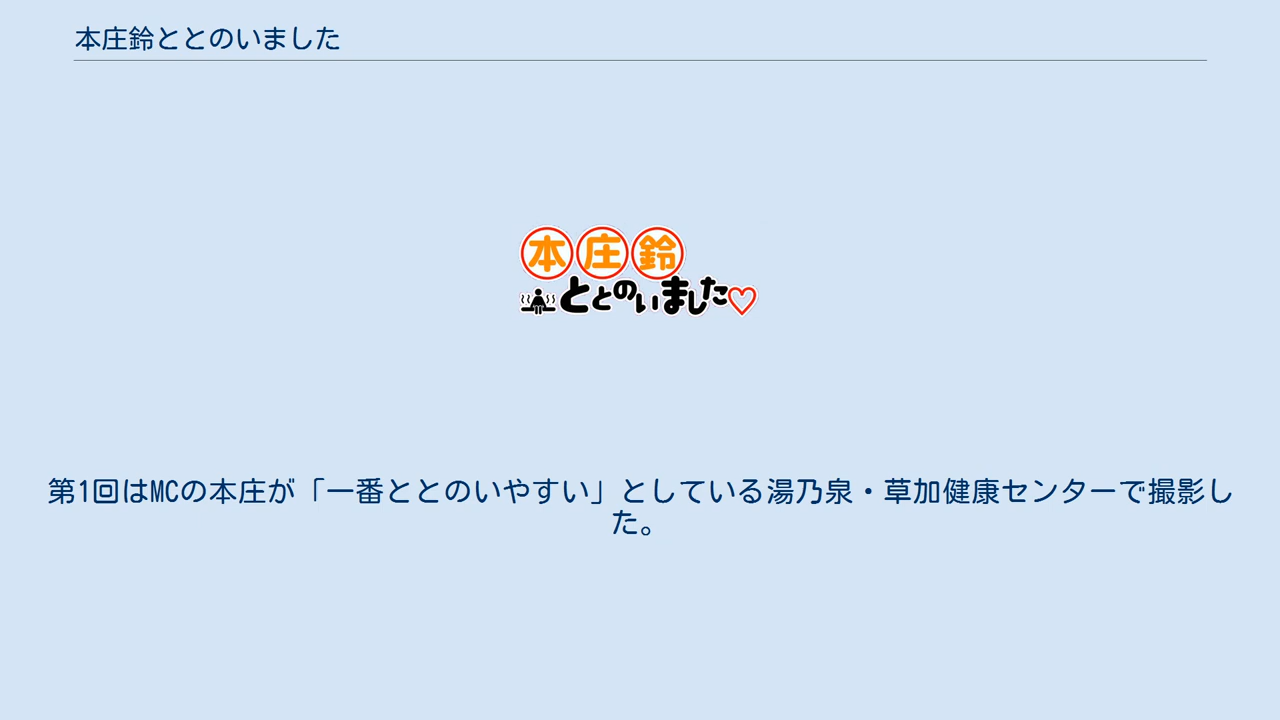 本庄鈴ととのいました
本庄鈴
ととのいました♡
第1回はMCの本庄が「一番ととのいやすい」としている湯乃泉・草加健康センターで撮影し
た。